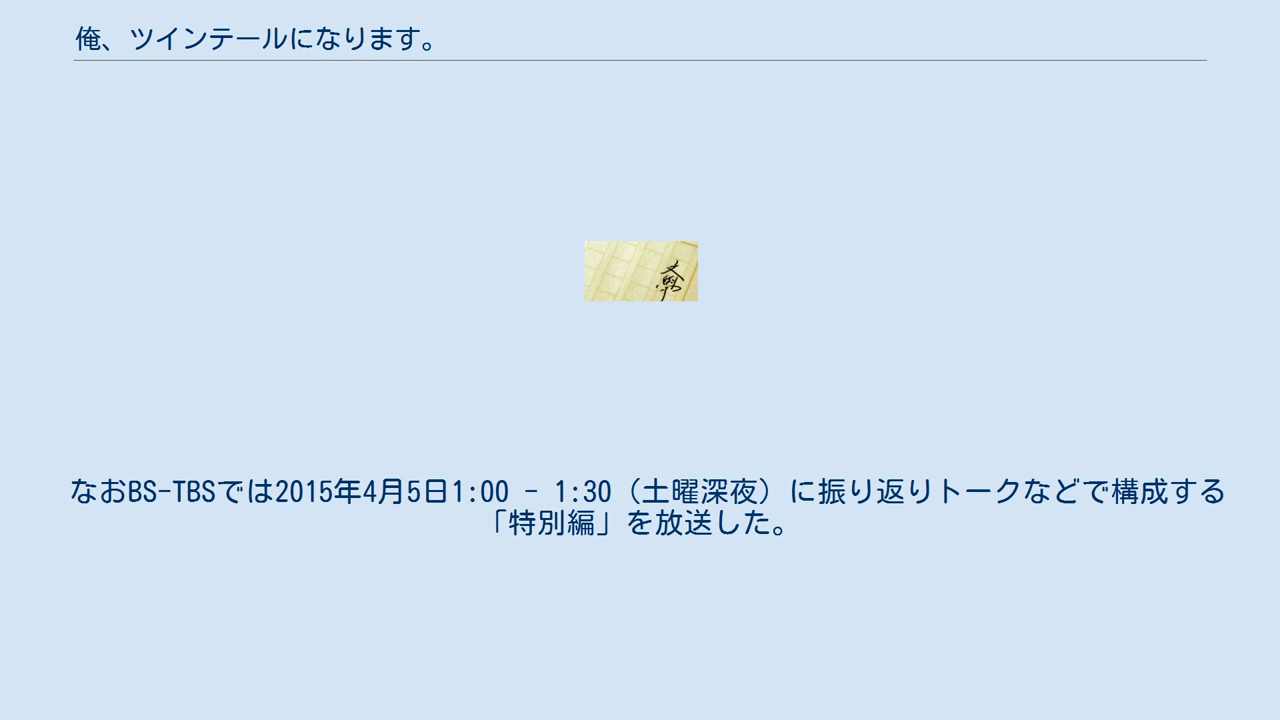 俺、ツインテールになります。
なおBS-TBSでは2015年4月5日1:00 - 1:30（土曜深夜）に振り返りトークなどで構成する
「特別編」を放送した。